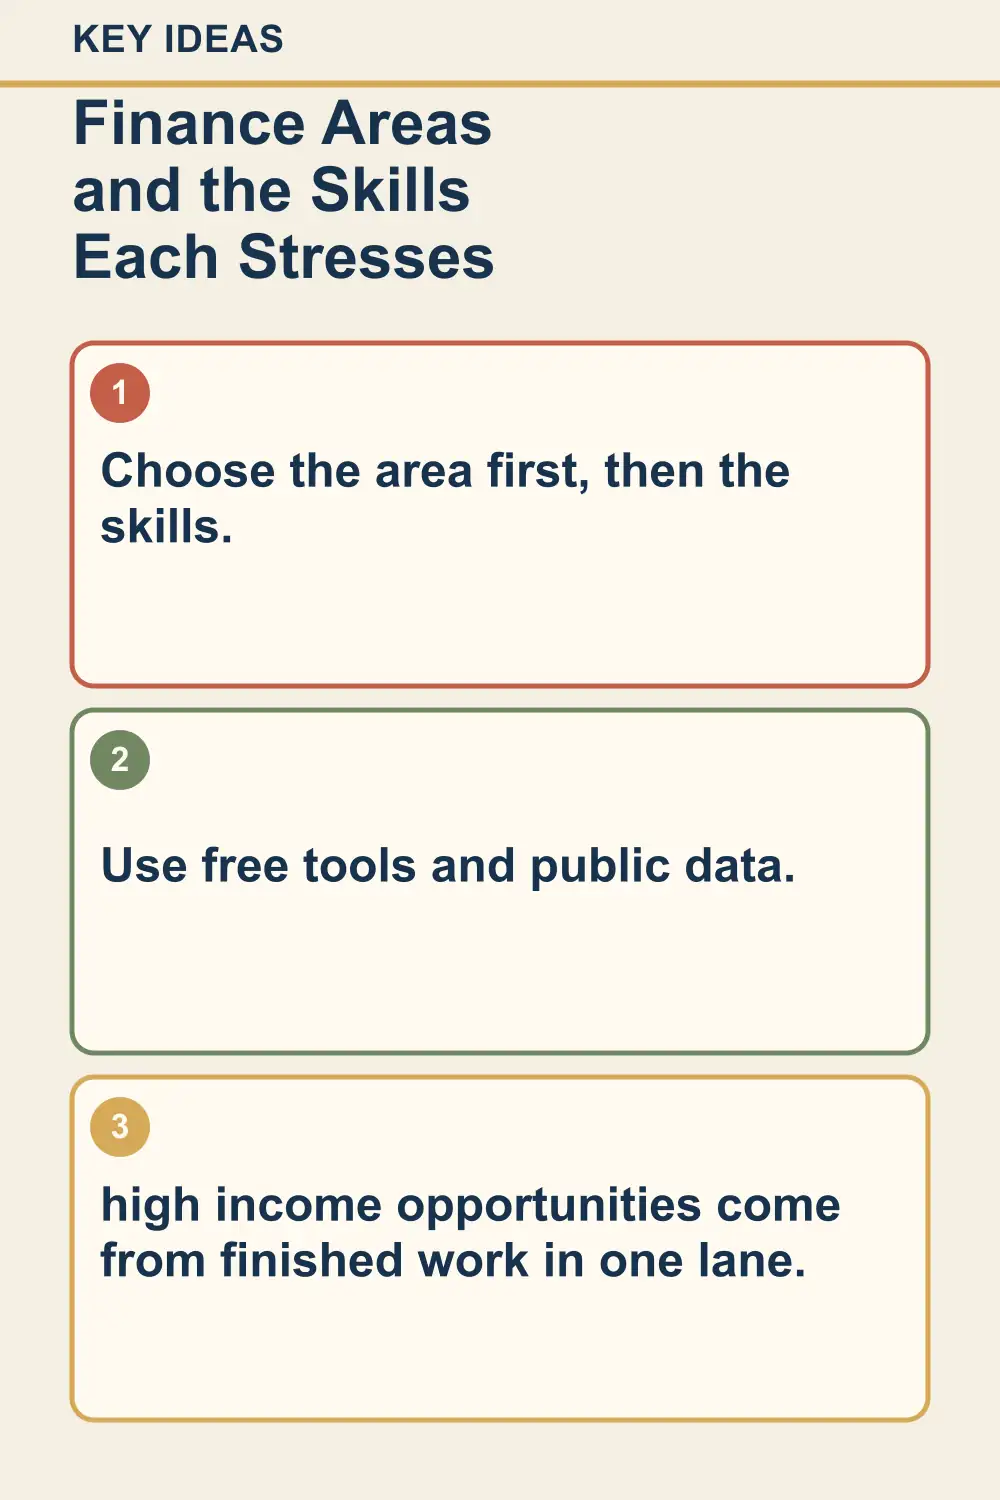 KEY IDEAS
Finance Areas
and the Skills
Each Stresses
1
Choose the area first, then the
skills.
2
Use free tools and public data.
3
high income opportunities come
from finished work in one lane.